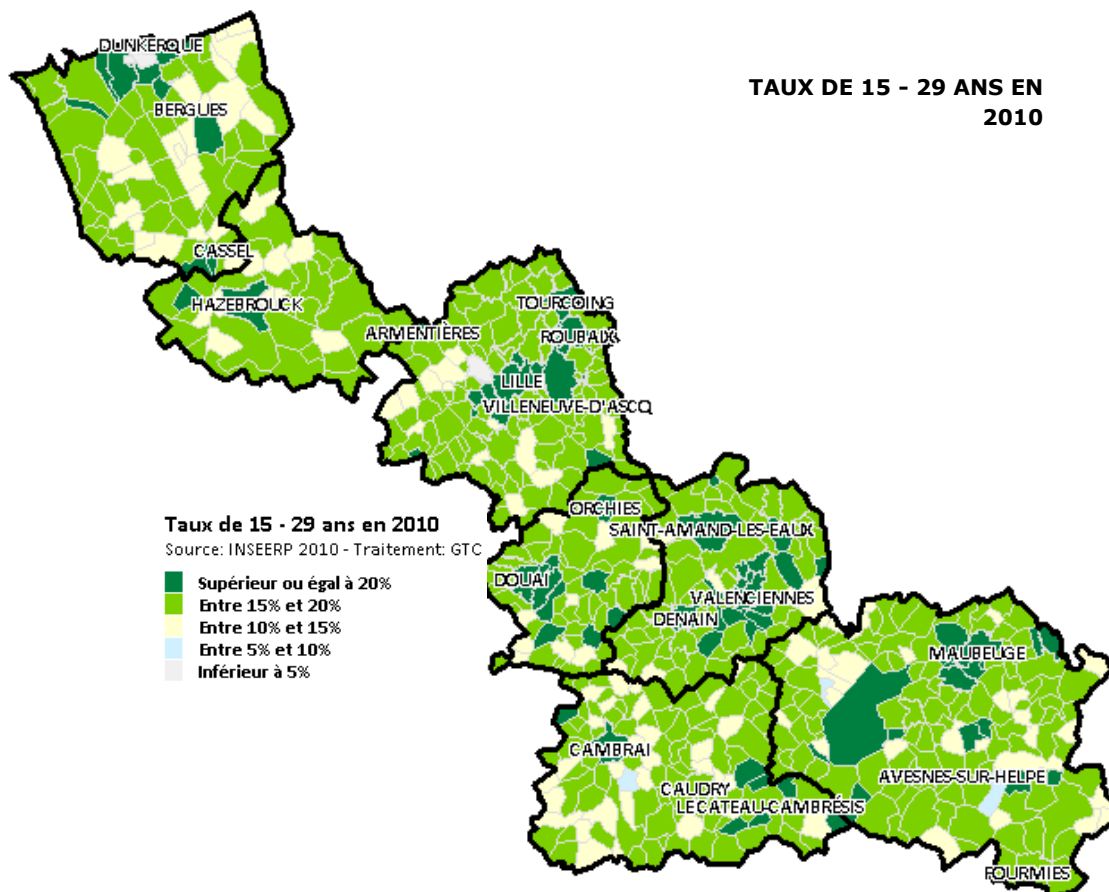 DUNKERQUE
TAUX DE 15 - 29 ANS EN
2010
BERGUES
CASSEL
HAZEBROUCK
TOURCOING
ARMENTIÈRES
ROUBAIX
LILLE
VILLENEUVE-D'ASCQ
ORCHIES
SAINT-AMAND-LES-EAUX
Taux de 15 - 29 ans en 2010
Source: INSEERP 2010 - Traitement: GTC
Supérieur ou égal à 20%
Entre 15% et 20%
Entre 10% et 15%
Entre 5% et 10%
Inférieur à 5%
DOUAI
VALENCIENNES
DENAIN
MAUBEUGE
CAMBRAI
AVESNES-SUR-HELPE
CAUDRY
LE CATEAU-CAMBRÉSIS
FOURMIES